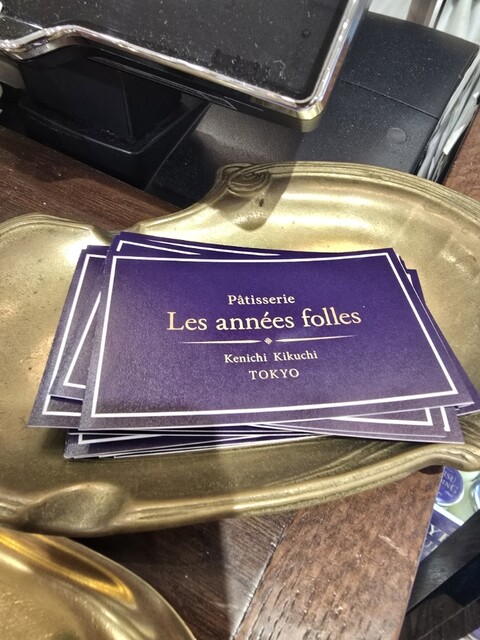 Pâtisserie
Les années folles
Kenichi Kikuchi
TOKYO